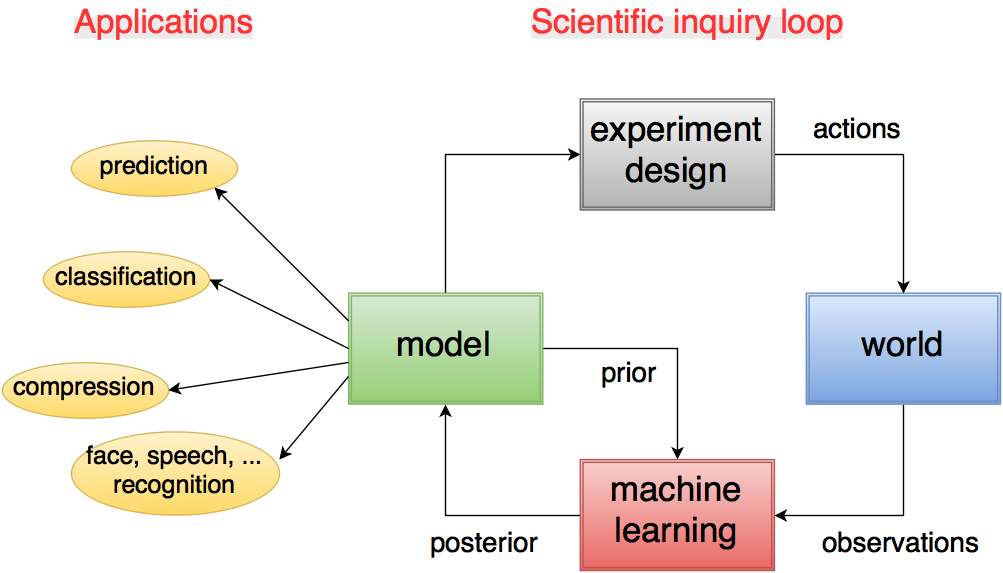 Applications
Scientific inquiry loop
experiment
design
actions
prediction
classification
compression
face, speech, ...
recognition
model
prior
world
machine
learning
posterior
observations